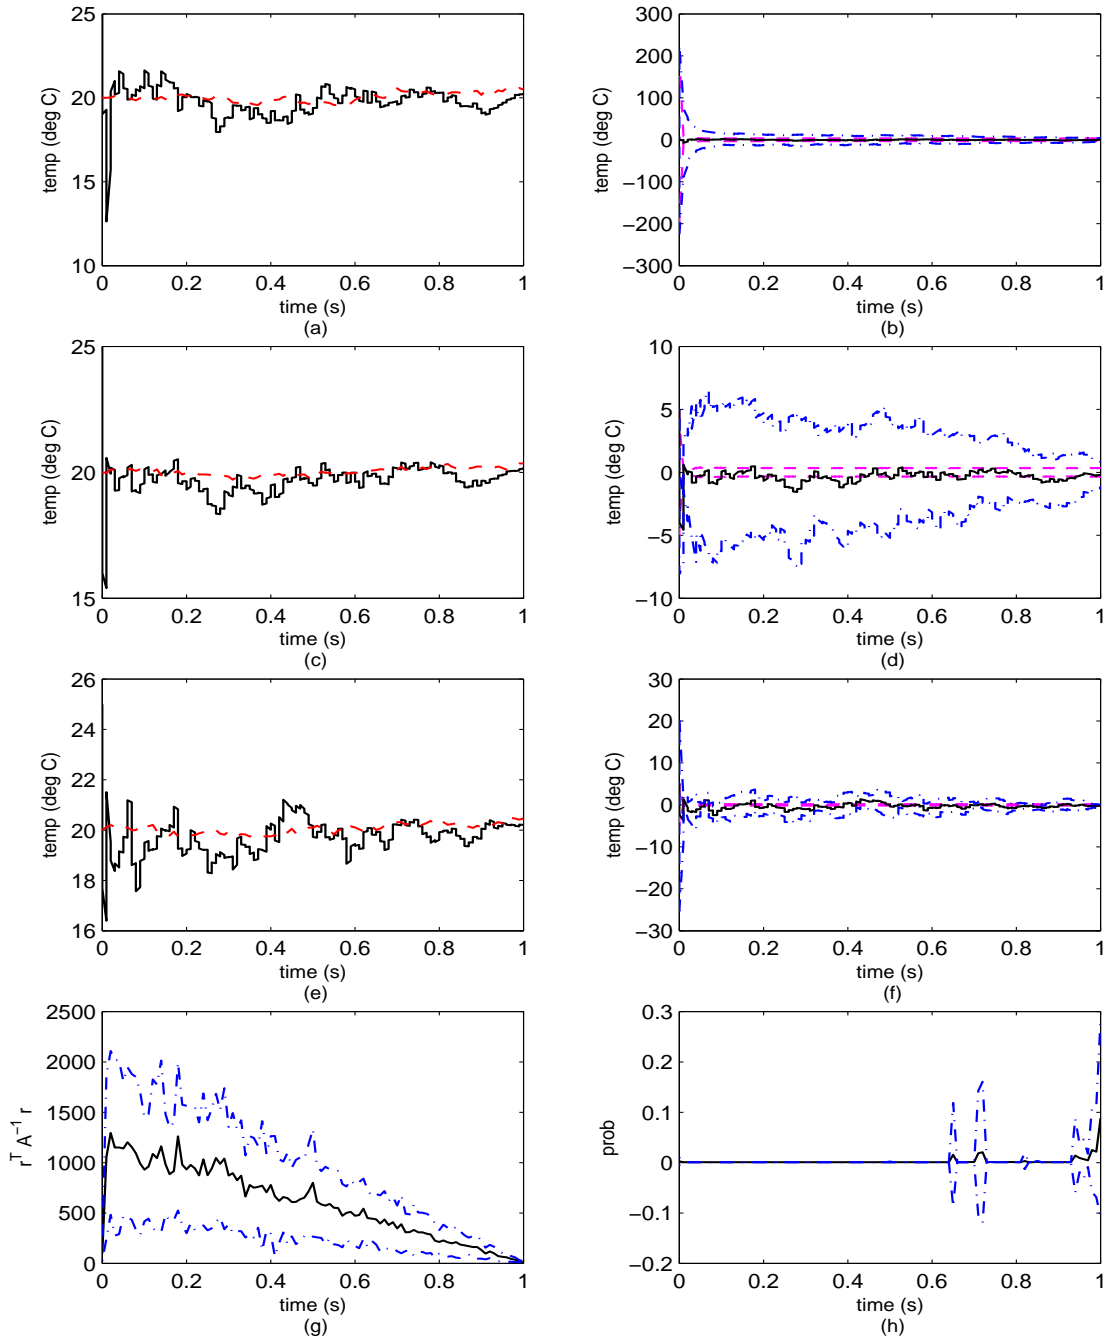 25
20
15
10
temp (deg C)
0 0.2 0.4 0.6 0.8 1
time (s)
(a)
300
200
100
0
−100
−200
−300
temp (deg C)
0 0.2 0.4 0.6 0.8 1
time (s)
(b)
25
20
15
temp (deg C)
0 0.2 0.4 0.6 0.8 1
time (s)
(c)
10
5
0
−5
−10
temp (deg C)
0 0.2 0.4 0.6 0.8 1
time (s)
(d)
26
24
22
20
18
16
temp (deg C)
0 0.2 0.4 0.6 0.8 1
time (s)
(e)
30
20
10
0
−10
−20
−30
temp (deg C)
0 0.2 0.4 0.6 0.8 1
time (s)
(f)
2500
2000
1500
1000
500
0
r^T A^−1 r
0 0.2 0.4 0.6 0.8 1
time (s)
(g)
0.3
0.2
0.1
0
−0.1
−0.2
prob
0 0.2 0.4 0.6 0.8 1
time (s)
(h)